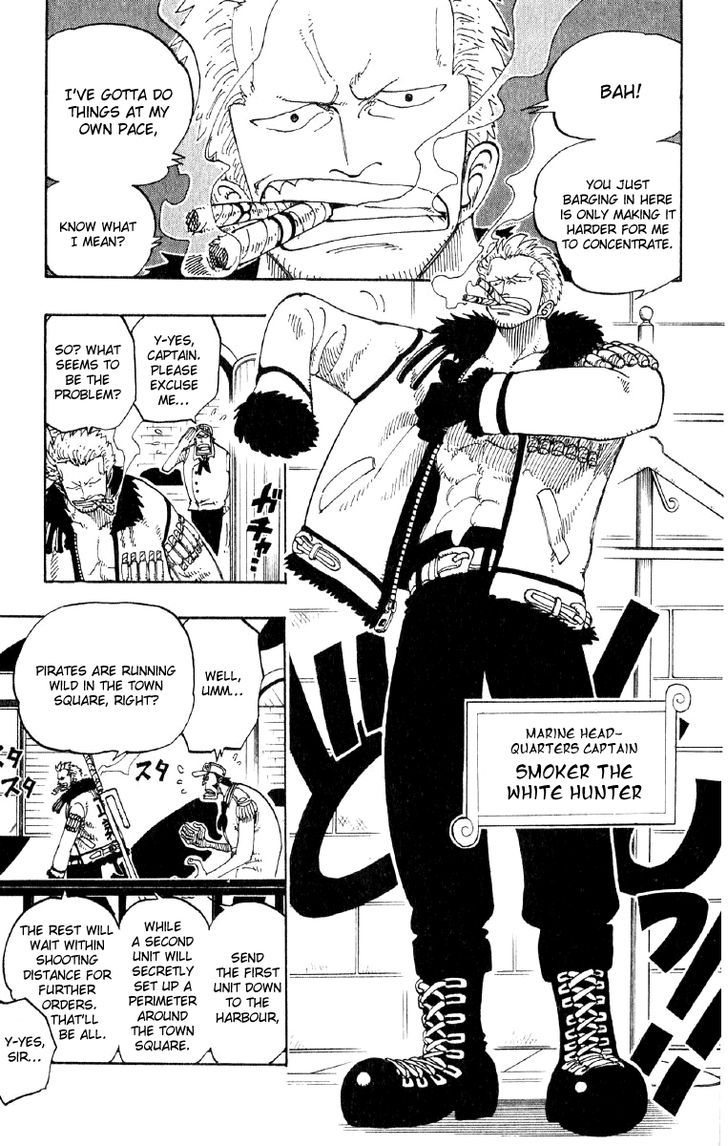 BAH!
YOU JUST
BARGING IN HERE
IS ONLY MAKING IT
HARDER FOR ME
TO CONCENTRATE.
I'VE GOTTA DO
THINGS AT MY
OWN PACE,
KNOW WHAT
I MEAN?
MARINE HEAD-
QUARTERS CAPTAIN
SMOKER THE
WHITE HUNTER
ドン!!
Y-YES,
CAPTAIN.
PLEASE
EXCUSE
ME...
SO? WHAT
SEEMS TO
BE THE
PROBLEM?
ガチャ...
WELL,
UMM...
PIRATES ARE RUNNING
WILD IN THE TOWN
SQUARE, RIGHT?
スタ
スタ
SEND
THE FIRST
UNIT DOWN
TO THE
HARBOUR,
WHILE
A SECOND
UNIT WILL
SECRETLY
SET UP A
PERIMETER
AROUND
THE TOWN
SQUARE.
THE REST WILL
WAIT WITHIN
SHOOTING
DISTANCE FOR
FURTHER
ORDERS.
THAT'LL
BE ALL.
Y-YES,
SIR...